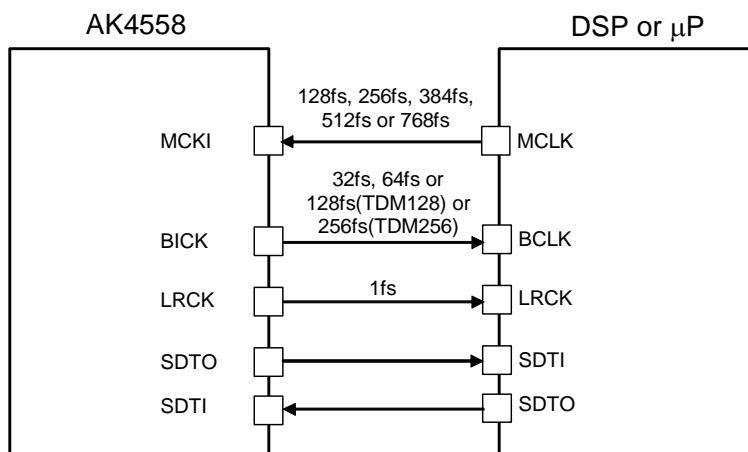 AK4558
DSP or μP
128fs, 256fs, 384fs,
512fs or 768fs
MCKI
MCLK
32fs, 64fs or
128fs(TDM128) or
256fs(TDM256)
BICK
BCLK
LRCK
1fs
LRCK
SDTO
SDTI
SDTI
SDTO